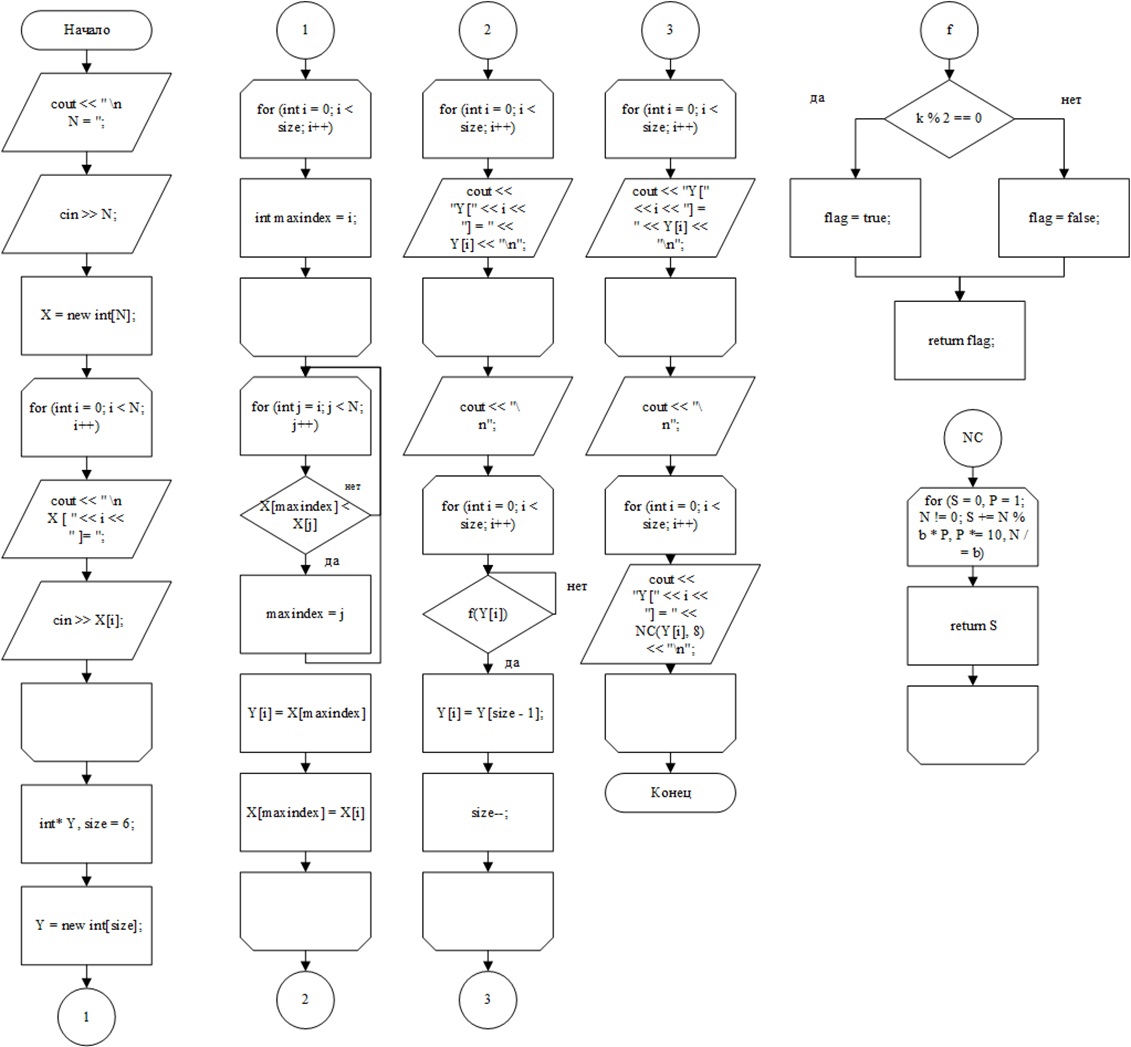 Начало
cout << " \n
N = ";
cin >> N;
X = new int[N];
for (int i = 0; i < N;
i++)
cout << " \n
X [ " << i <<
" ]= ";
cin >> X[i];
int* Y, size = 6;
Y = new int[size];
1
1
for (int i = 0; i <
size; i++)
int maxindex = i;
for (int j = i; j < N;
j++)
нет
X[maxindex] <
X[j]
да
maxindex = j
Y[i] = X[maxindex]
X[maxindex] = X[i]
2
2
for (int i = 0; i <
size; i++)
cout <<
"Y[" << i <<
"] = " <<
Y[i] << "\n";
cout << "\
n";
for (int i = 0; i <
size; i++)
нет
f(Y[i])
да
Y[i] = Y[size - 1];
size--;
3
3
for (int i = 0; i <
size; i++)
cout << "Y["
<< i << "] =
" << Y[i] <<
"\n";
cout << "\
n";
for (int i = 0; i <
size; i++)
cout <<
"Y[" << i <<
"] = " <<
NC(Y[i], 8)
<< "\n";
Конец
f
да
нет
k % 2 == 0
flag = true;
flag = false;
return flag;
NC
for (S = 0, P = 1;
N != 0; S += N %
b * P, P *= 10, N /
= b)
return S